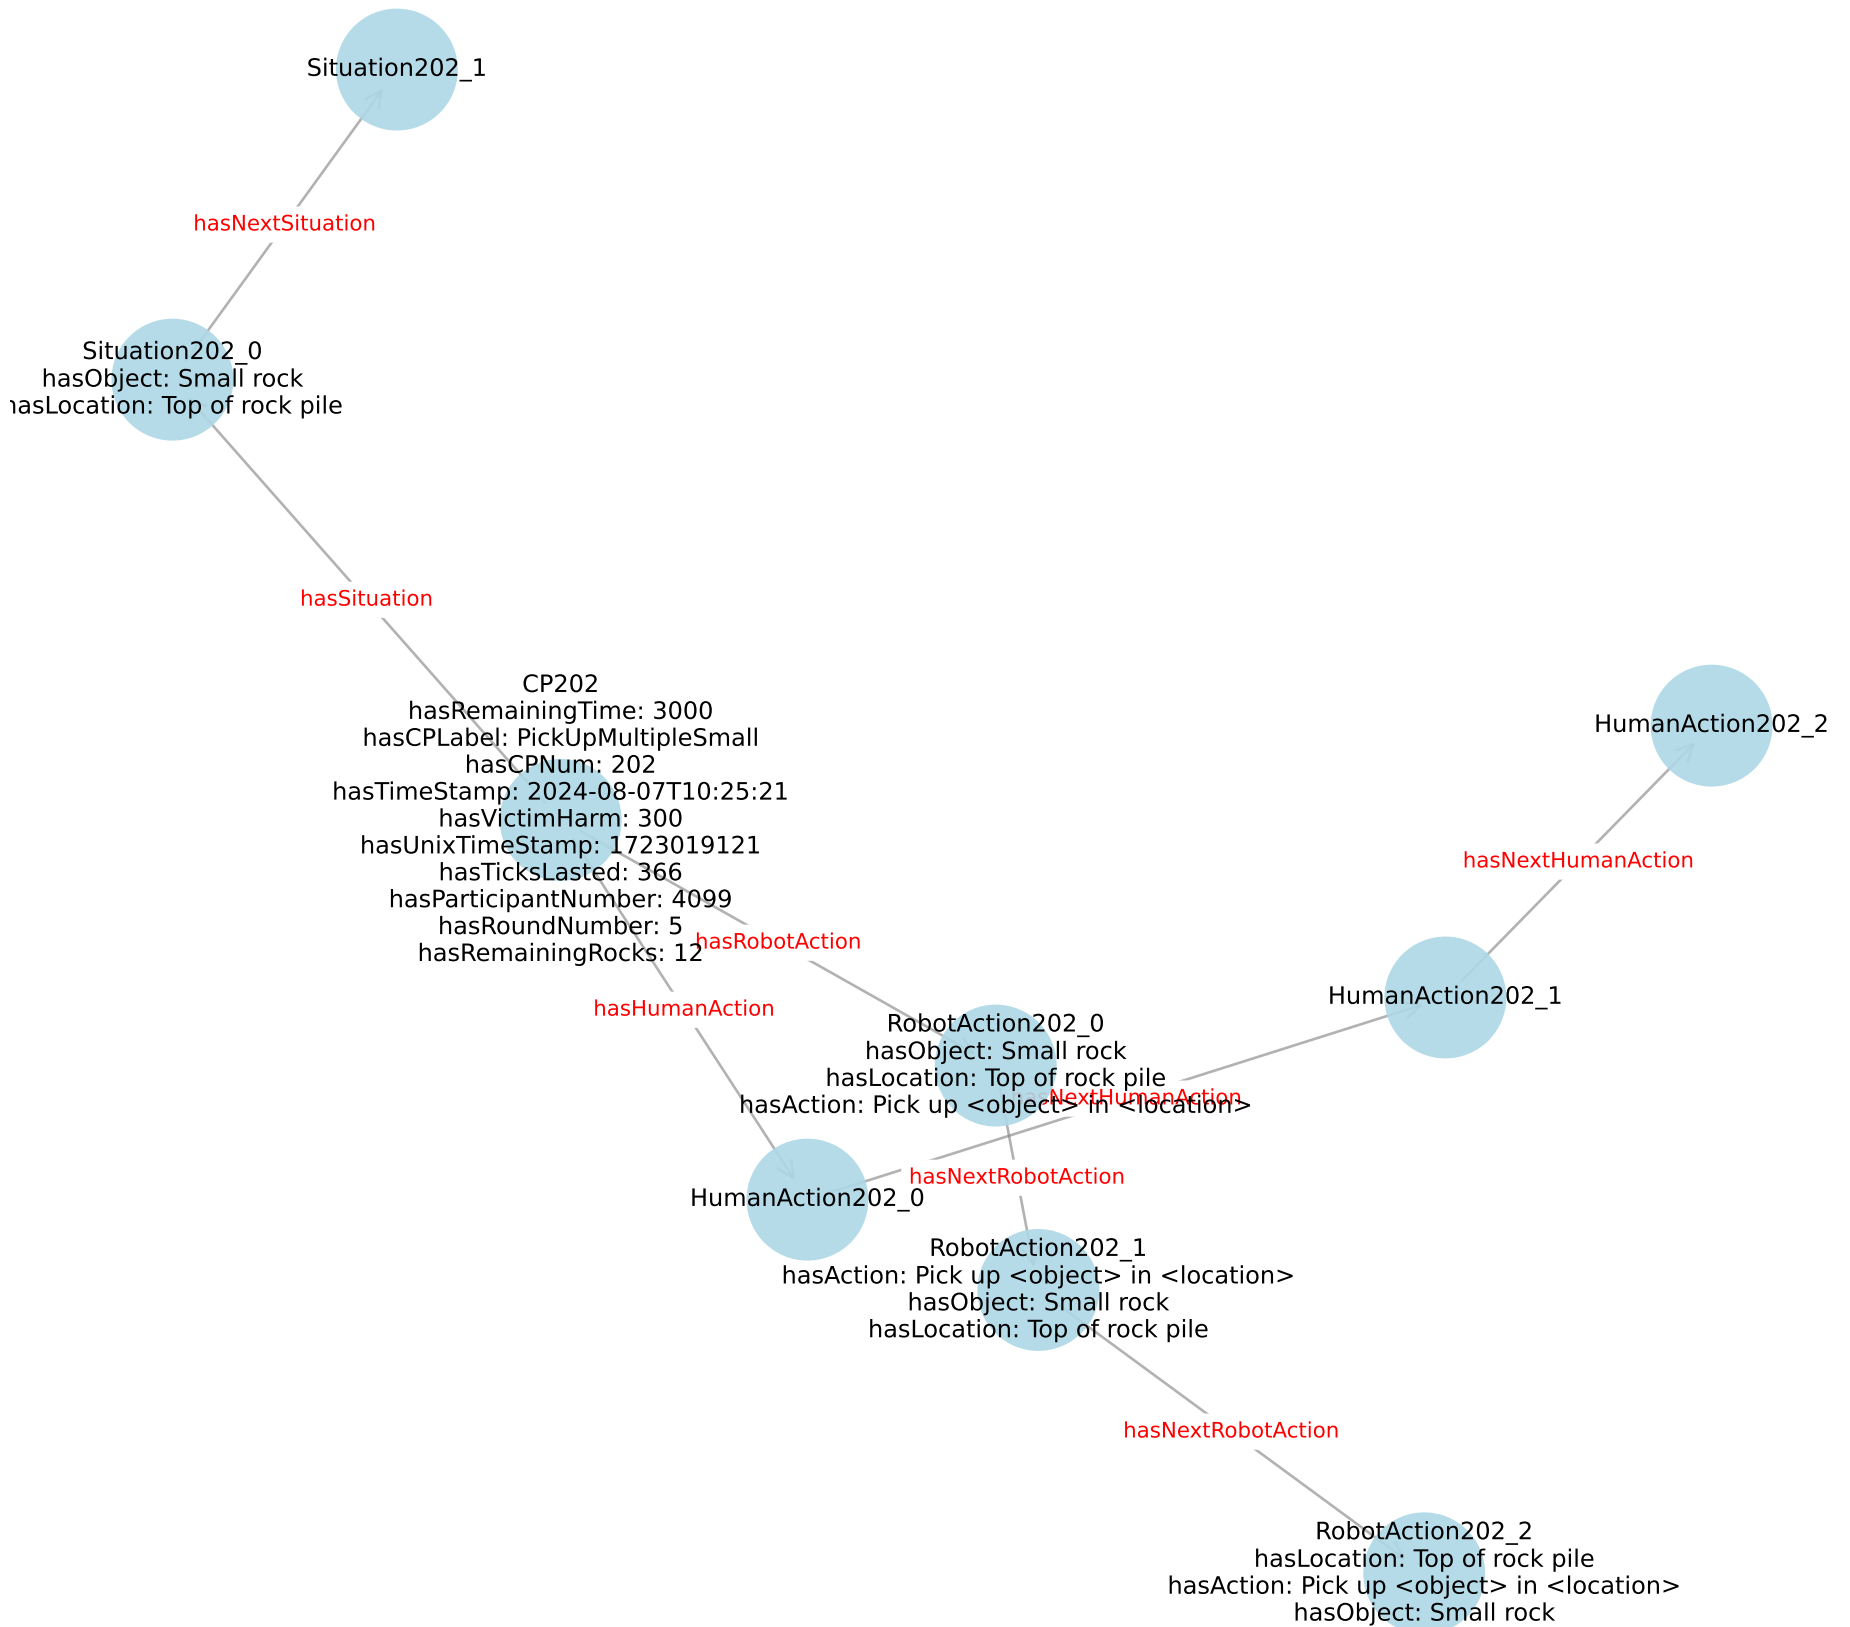 Situation202_1
hasNextSituation
Situation202_0
hasObject: Small rock
hasLocation: Top of rock pile
hasSituation
CP202
hasRemainingTime: 3000
hasCPLabel: PickUpMultipleSmall
hasCPNum: 202
hasTimeStamp: 2024-08-07T10:25:21
hasVictimHarm: 300
hasUnixTimeStamp: 1723019121
hasTicksLasted: 366
hasParticipantNumber: 4099
hasRoundNumber: 5
hasRemainingRocks: 12
hasRobotAction
hasHumanAction
HumanAction202_2
hasNextHumanAction
HumanAction202_1
RobotAction202_0
hasObject: Small rock
hasLocation: Top of rock pile
hasAction: Pick up <object> in <location>
hasNextHumanAction
hasNextRobotAction
HumanAction202_0
RobotAction202_1
hasAction: Pick up <object> in <location>
hasObject: Small rock
hasLocation: Top of rock pile
hasNextRobotAction
RobotAction202_2
hasLocation: Top of rock pile
hasAction: Pick up <object> in <location>
hasObject: Small rock